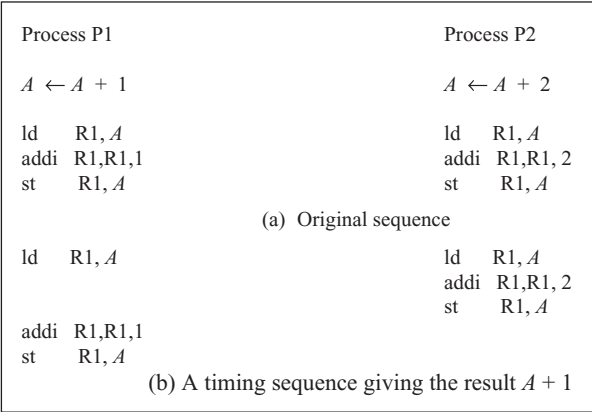 Process P1 Process P2
A ← A + 1 A ← A + 2
ld R1, A ld R1, A
addi R1,R1,1 addi R1,R1, 2
st R1, A st R1, A
(a) Original sequence
ld R1, A ld R1, A
addi R1,R1, 2
st R1, A
addi R1,R1,1
st R1, A
(b) A timing sequence giving the result A + 1